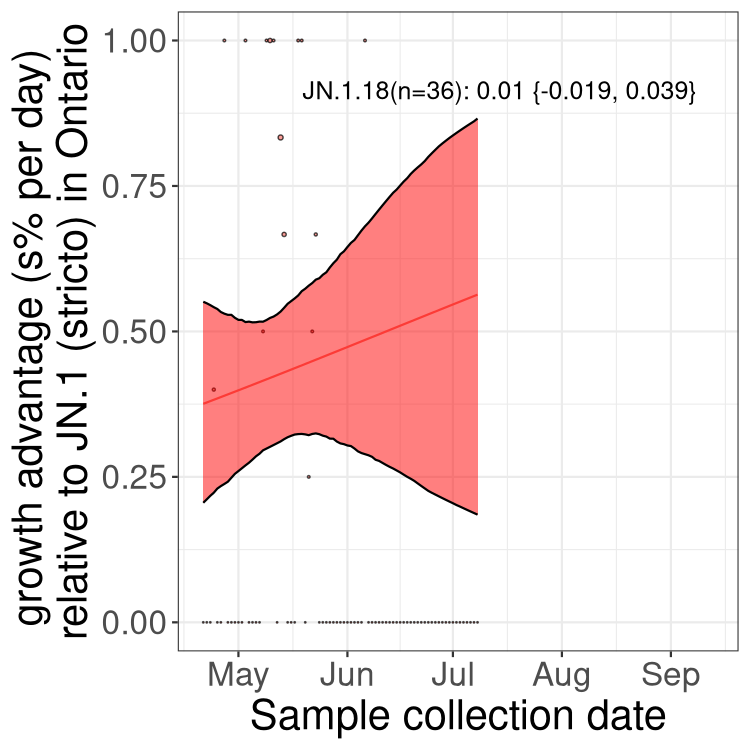 growth advantage (s% per day)
relative to JN.1 (stricto) in Ontario
1.00
0.75
0.50
0.25
0.00
JN.1.18(n=36): 0.01 {-0.019, 0.039}
May Jun Jul Aug Sep
Sample collection date